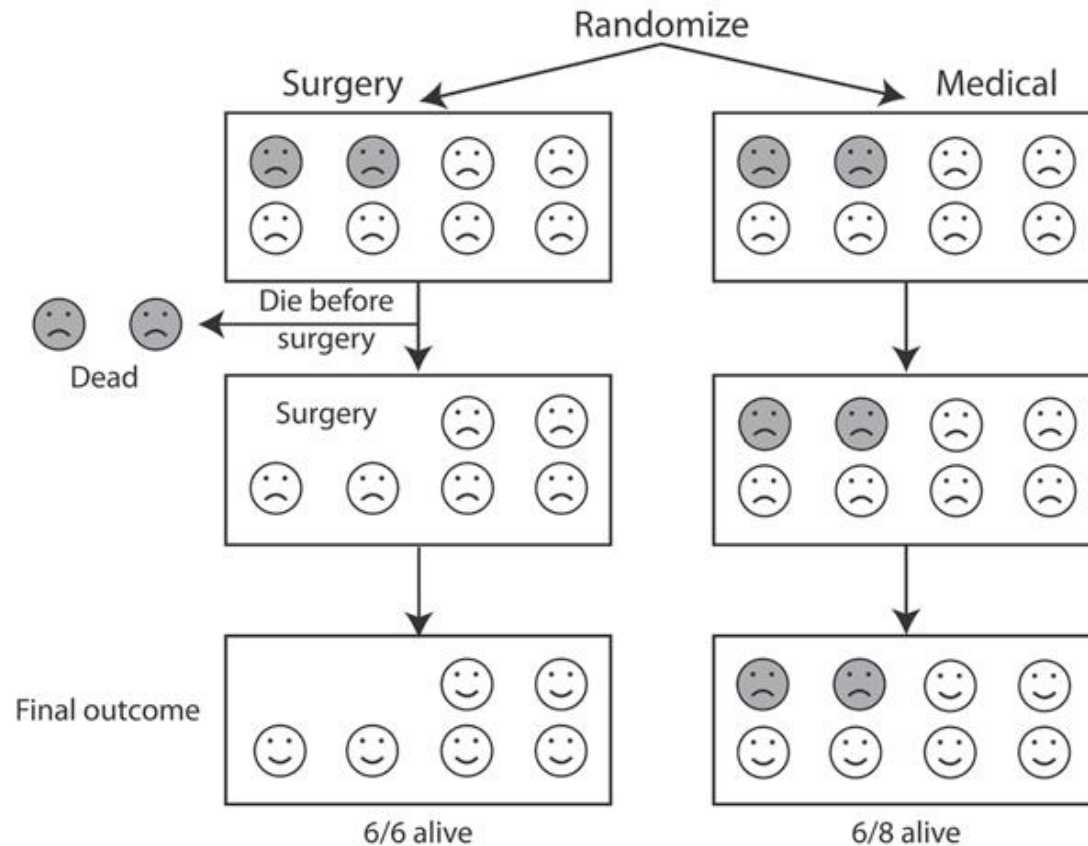 Randomize
Surgery
Medical
Die before
surgery
Dead
Surgery
Final outcome
6/6 alive
6/8 alive